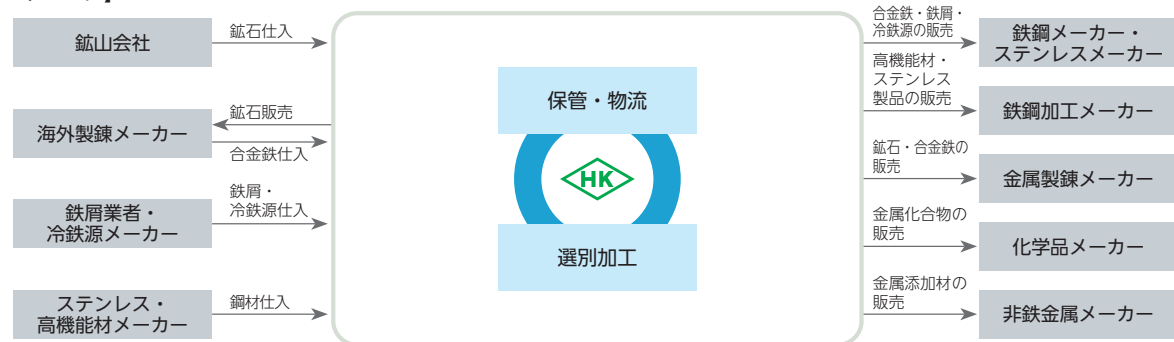 鉱山会社
鉱石仕入
海外製錬メーカー
鉱石販売
合金鉄仕入
鉄屑業者・
冷鉄源メーカー
鉄屑・
冷鉄源仕入
ステンレス・
高機能材メーカー
鋼材仕入
保管・物流
HK
選別加工
合金鉄・鉄屑・
冷鉄源の販売
鉄鋼メーカー・
ステンレスメーカー
高機能材・
ステンレス
製品の販売
鉄鋼加工メーカー
鉱石・合金鉄の
販売
金属製錬メーカー
金属化合物の
販売
化学品メーカー
金属添加材の
販売
非鉄金属メーカー